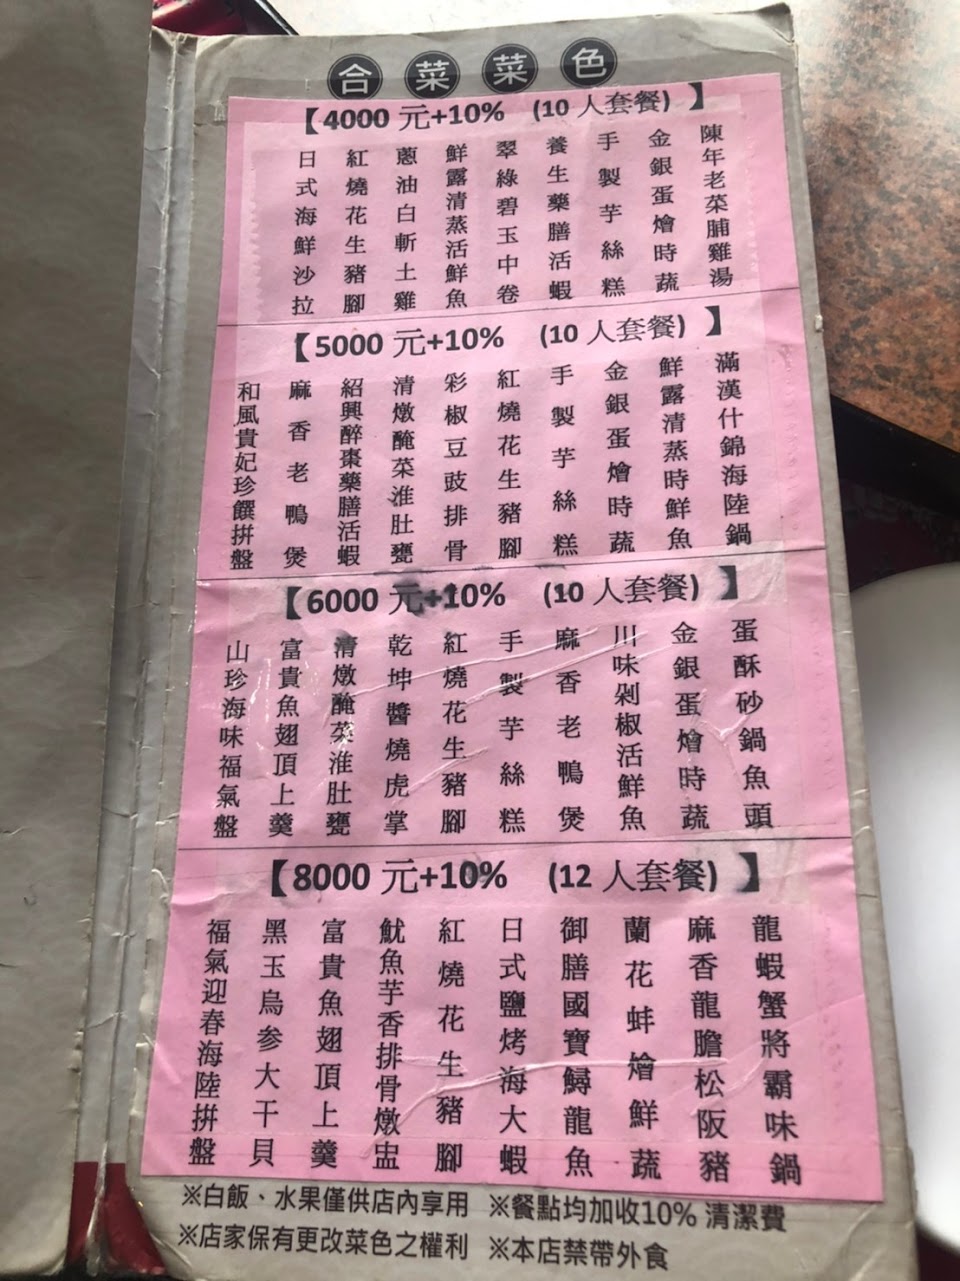 合菜菜色
【4000 元+10% (10 人套餐) 】
日式海鮮沙拉
紅燒花生豬腳
蔥油白斬土雞
鮮露清蒸活鮮魚
翠綠碧玉中卷
養生藥膳活蝦
手製芋絲糕
金銀蛋燴時蔬
陳年老菜脯雞湯
【5000 元+10% (10 人套餐) 】
和風貴妃珍饌拼盤
麻香老鴨煲
紹興醉棗藥膳活蝦
清燉醃菜淮肚甕
彩椒豆豉排骨
紅燒花生豬腳
手製芋絲糕
金銀蛋燴時蔬
鮮露清蒸時鮮魚
滿漢什錦海陸鍋
【6000 元+10% (10 人套餐) 】
山珍海味福氣盤
富貴魚翅頂上羹
清燉醃菜淮肚甕
乾坤醬燒虎掌
紅燒花生豬腳
手製芋絲糕
麻香老鴨煲
川味剁椒活鮮魚
金銀蛋燴時蔬
蛋酥砂鍋魚頭
【8000 元+10% (12 人套餐) 】
福氣迎春海陸拼盤
黑玉烏参大干貝
富貴魚翅頂上羹
魷魚芋香排骨燉盅
紅燒花生豬腳
日式鹽烤海大蝦
御膳國寶鱘龍魚
蘭花蚌燴鮮蔬
麻香龍膽松阪豬
龍蝦蟹將霸味鍋
※白飯、水果僅供店內享用 ※餐點均加收10% 清潔費
※店家保有更改菜色之權利 ※本店禁帶外食